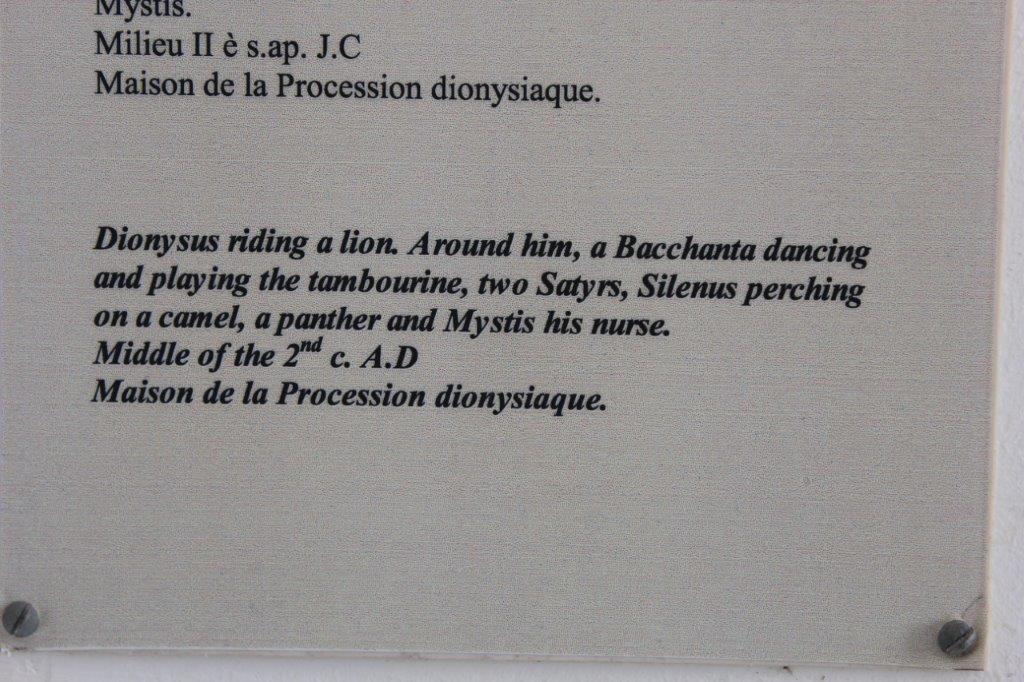 Mystis.
Milieu II è s.ap. J.C
Maison de la Procession dionysiaque.
Dionysus riding a lion. Around him, a Bacchanta dancing
and playing the tambourine, two Satyrs, Silenus perching
on a camel, a panther and Mystis his nurse.
Middle of the 2nd c. A.D
Maison de la Procession dionysiaque.